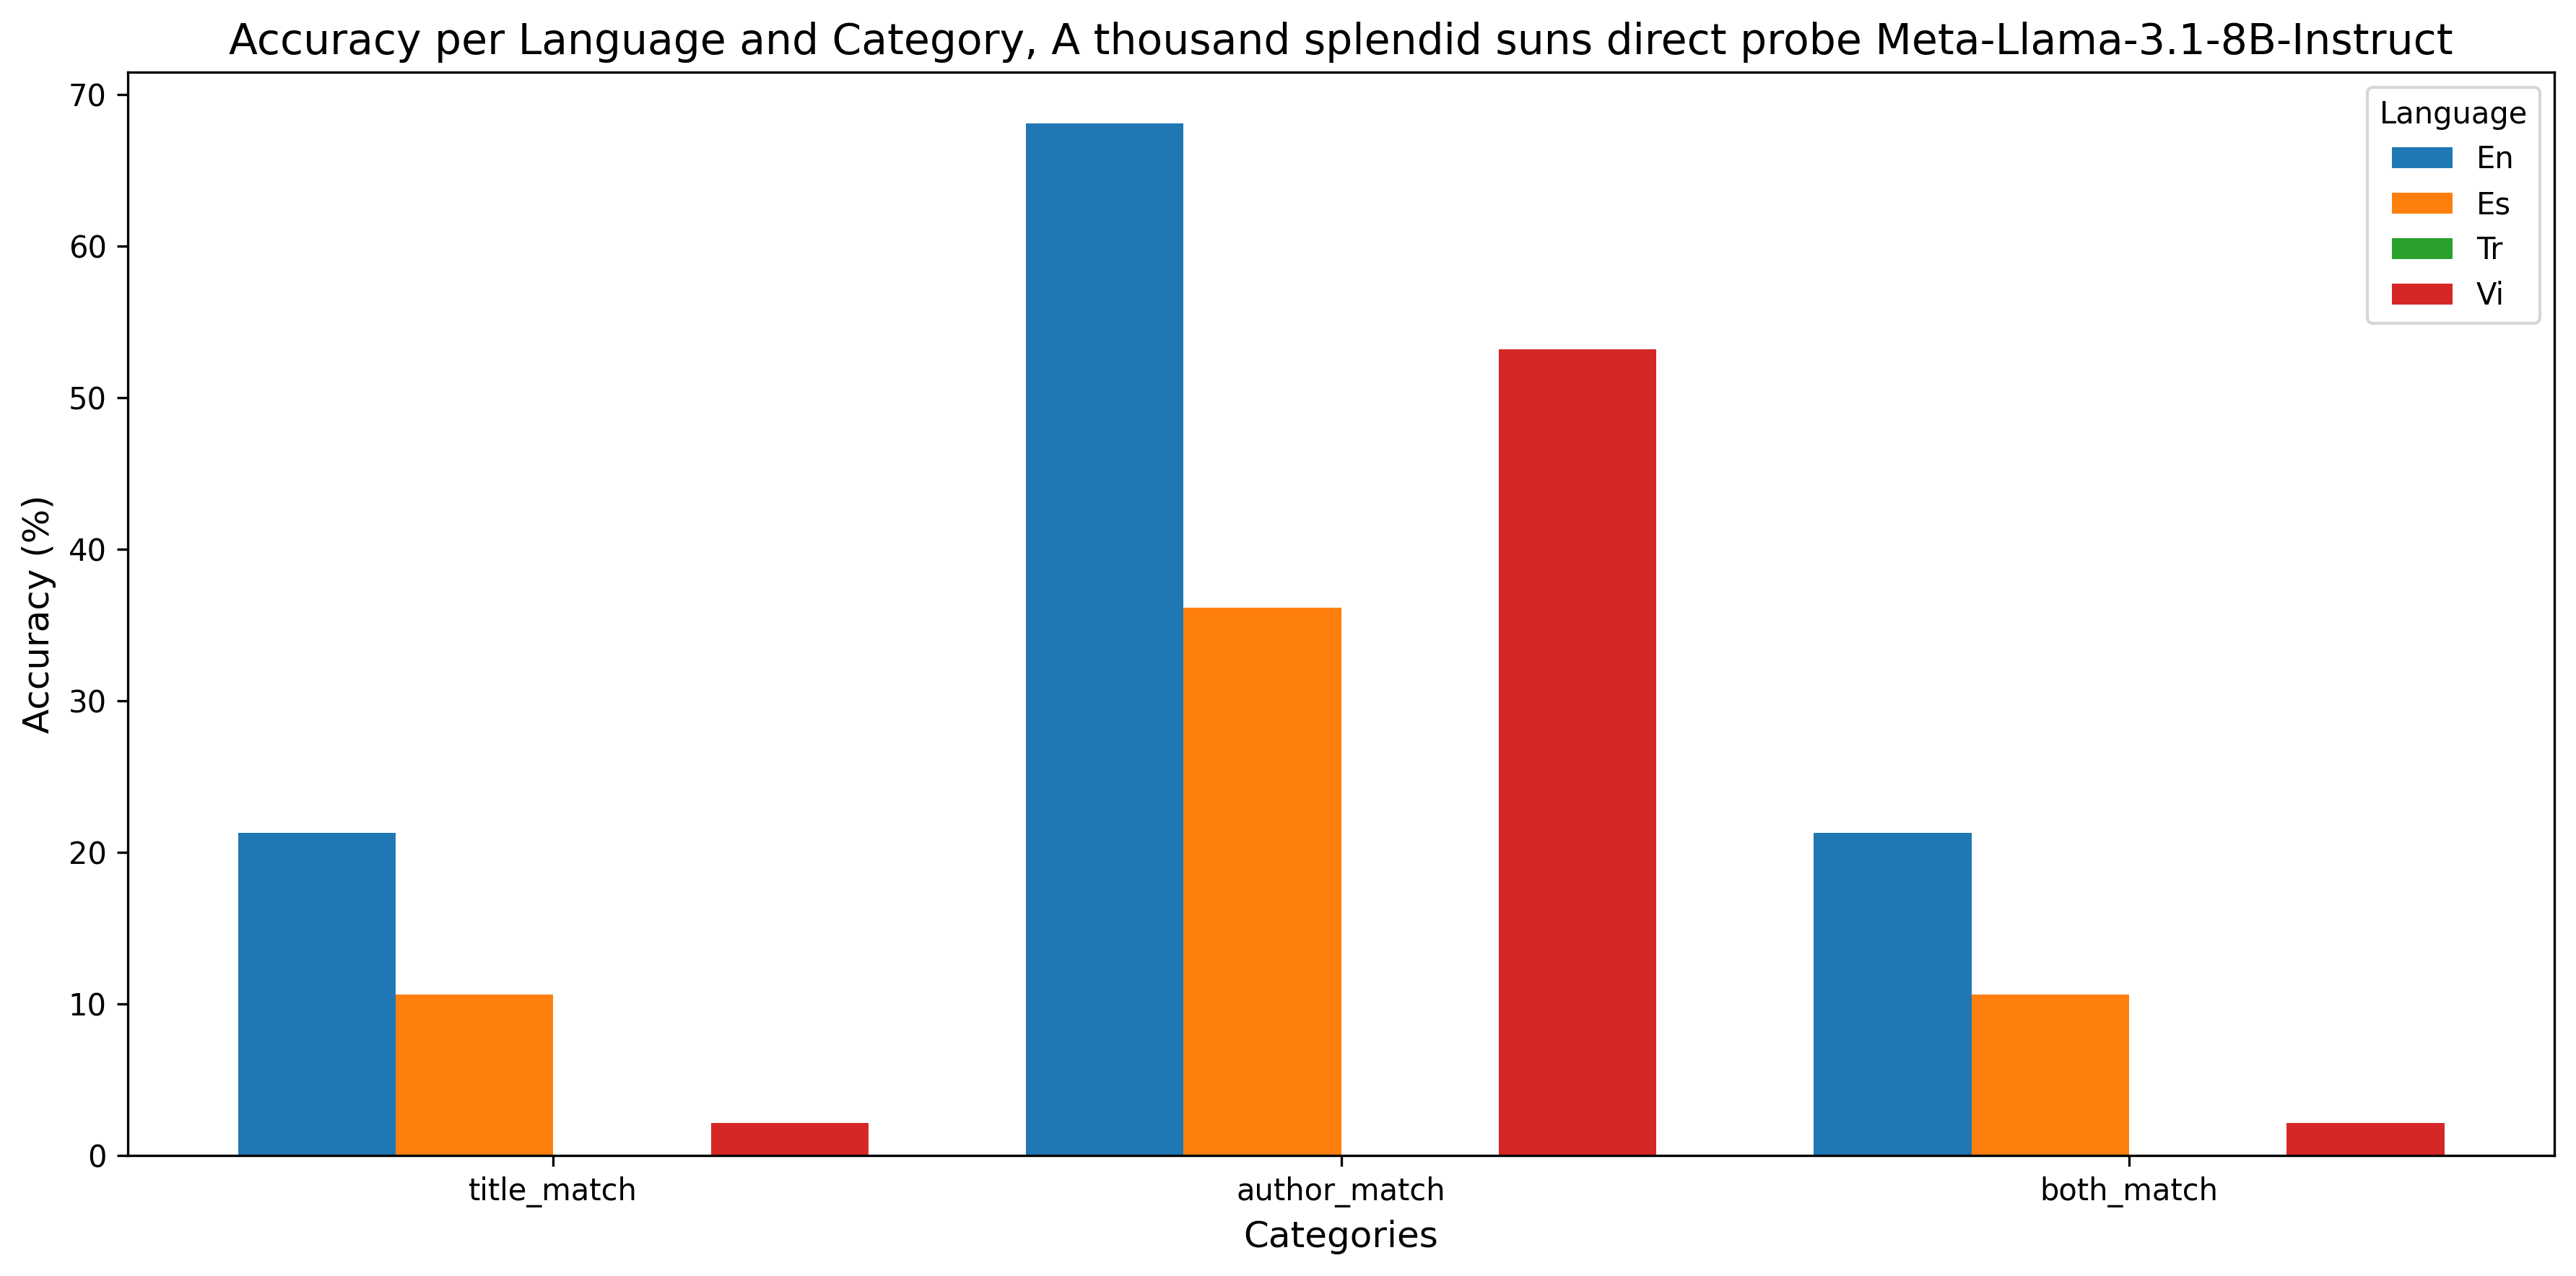 Accuracy per Language and Category, A thousand splendid suns direct probe Meta-Llama-3.1-8B-Instruct
Language
En
Es
Tr
Vi
Accuracy (%)
70
60
50
40
30
20
10
0
title_match
author_match
both_match
Categories